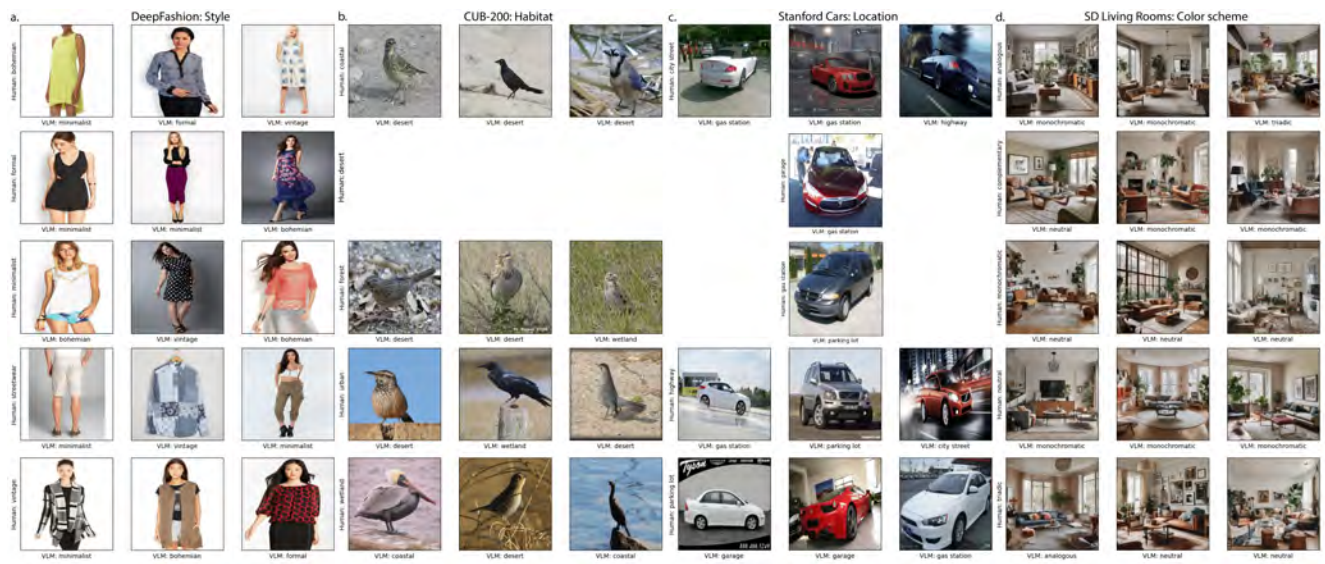 a. DeepFashion: Style b. CUB-200: Habitat c. Stanford Cars: Location d. SD Living Rooms: Color scheme
Human: bohemian
VLM: minimalist VLM: formal VLM: vintage
Human: coastal
VLM: desert VLM: desert VLM: desert
Human: city street
VLM: gas station VLM: gas station VLM: highway
Human: analogous
VLM: monochromatic VLM: monochromatic VLM: triadic
Human: formal
VLM: minimalist VLM: minimalist VLM: bohemian
Human: desert
Human: garage
VLM: gas station
Human: complementary
VLM: neutral VLM: monochromatic VLM: monochromatic
Human: minimalist
VLM: bohemian VLM: vintage VLM: bohemian
Human: forest
VLM: desert VLM: desert VLM: wetland
Human: gas station
VLM: parking lot
Human: monochromatic
VLM: neutral VLM: neutral VLM: neutral
Human: streetwear
VLM: minimalist VLM: vintage VLM: minimalist
Human: urban
VLM: desert VLM: wetland VLM: desert
Human: highway
VLM: gas station VLM: parking lot VLM: city street
Human: neutral
VLM: monochromatic VLM: monochromatic VLM: monochromatic
Human: vintage
VLM: minimalist VLM: Bohemian VLM: formal
Human: wetland
VLM: coastal VLM: desert VLM: coastal
Human: parking lot
Tyson
VLM: garage VLM: garage VLM: gas station
Human: triadic
VLM: analogous VLM: neutral VLM: neutral